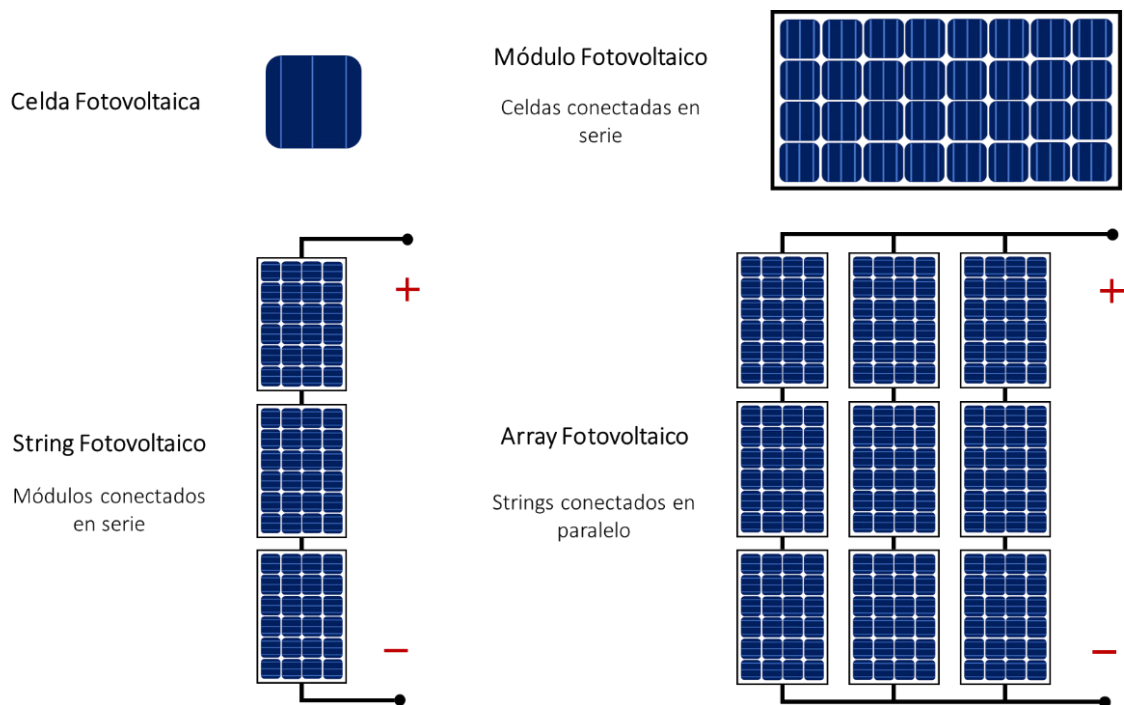 Celda Fotovoltaica
Módulo Fotovoltaico
Celdas conectadas en
serie
String Fotovoltaico
Módulos conectados
en serie
+
−
Array Fotovoltaico
Strings conectados en
paralelo
+
−